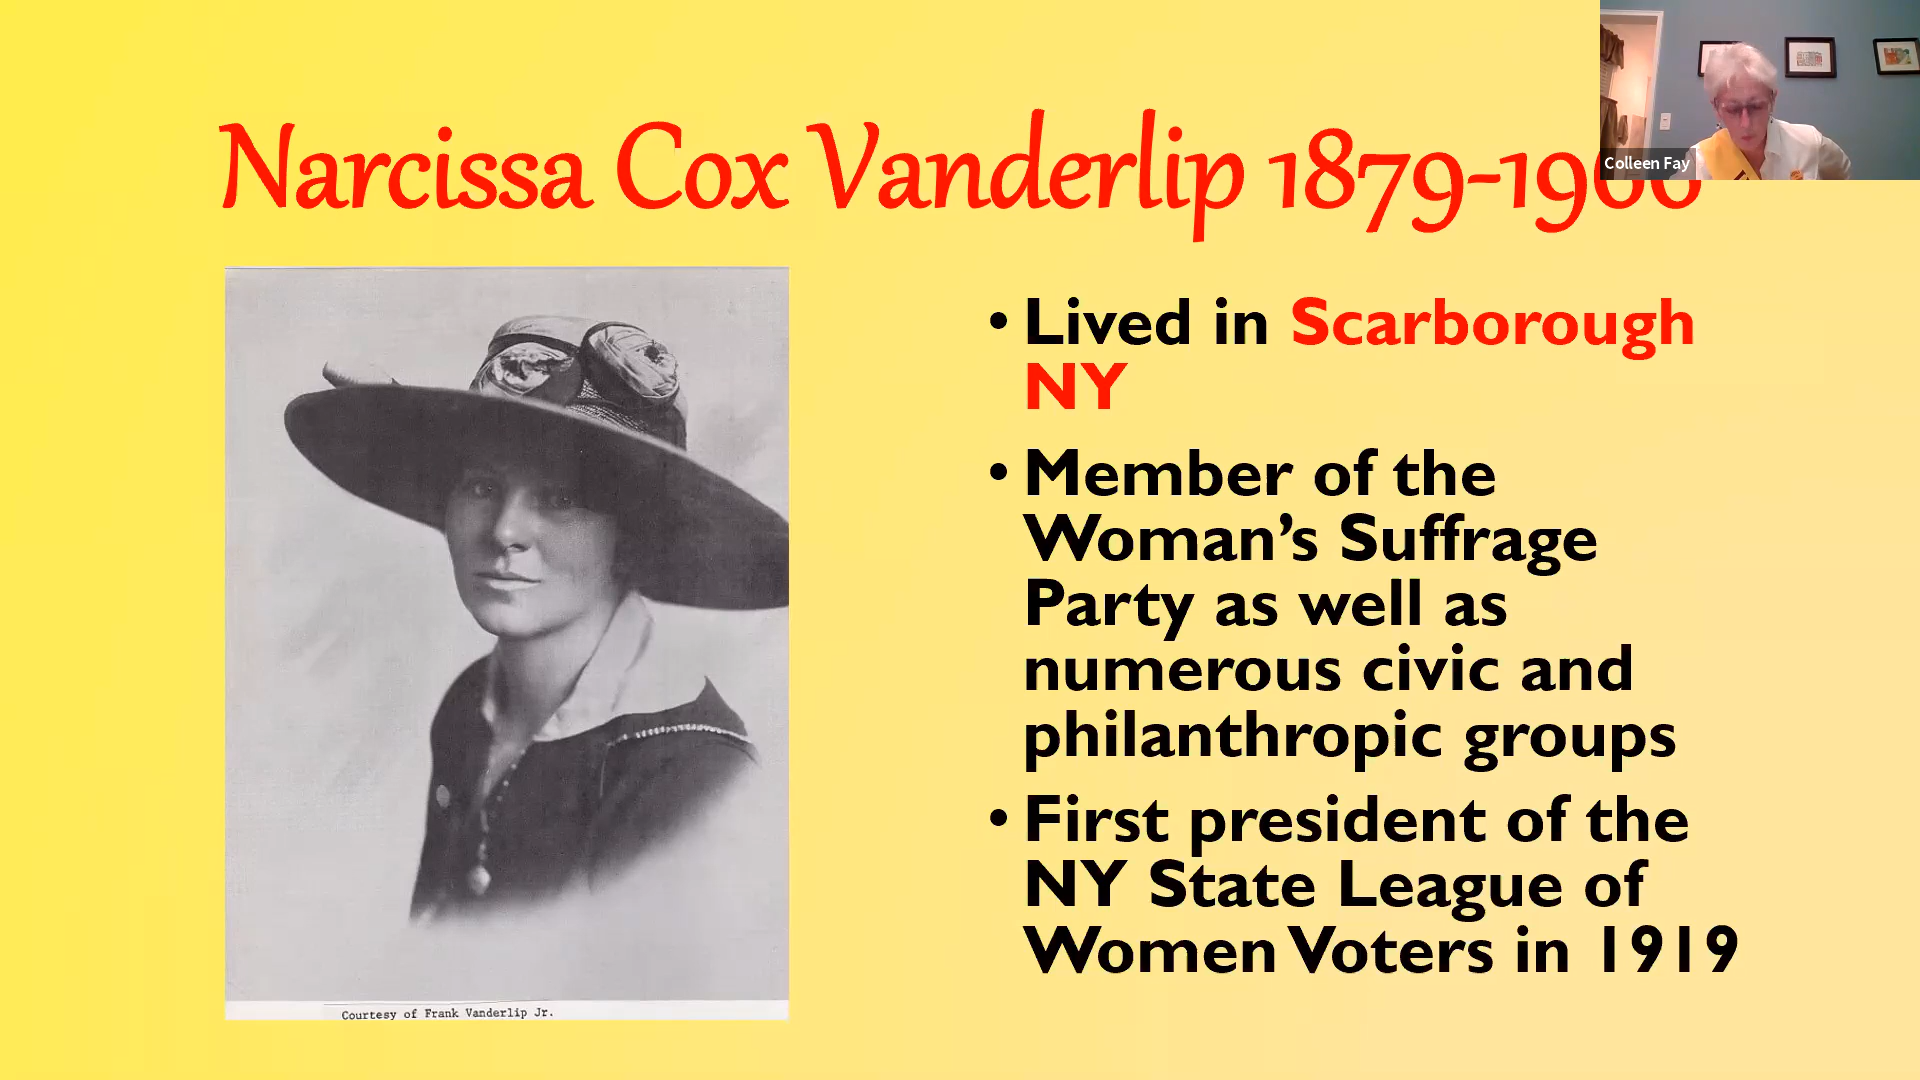 Narcissa Cox Vanderlip 1879-1966
Colleen Fay
• Lived in Scarborough
NY
• Member of the
Woman’s Suffrage
Party as well as
numerous civic and
philanthropic groups
• First president of the
NY State League of
Women Voters in 1919
Courtesy of Frank Vanderlip Jr.